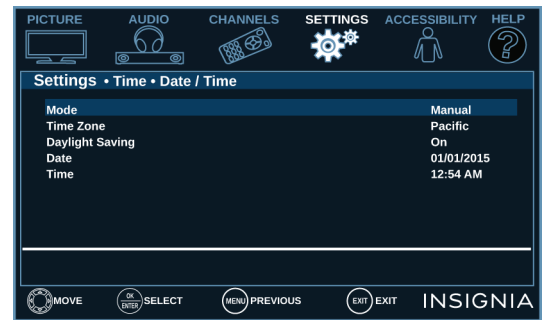 PICTURE AUDIO CHANNELS SETTINGS ACCESSIBILITY HELP
?
Settings • Time • Date / Time
Mode Manual
Time Zone Pacific
Daylight Saving On
Date 01/01/2015
Time 12:54 AM
MOVE OK ENTER SELECT MENU PREVIOUS EXIT EXIT INSIGNIA